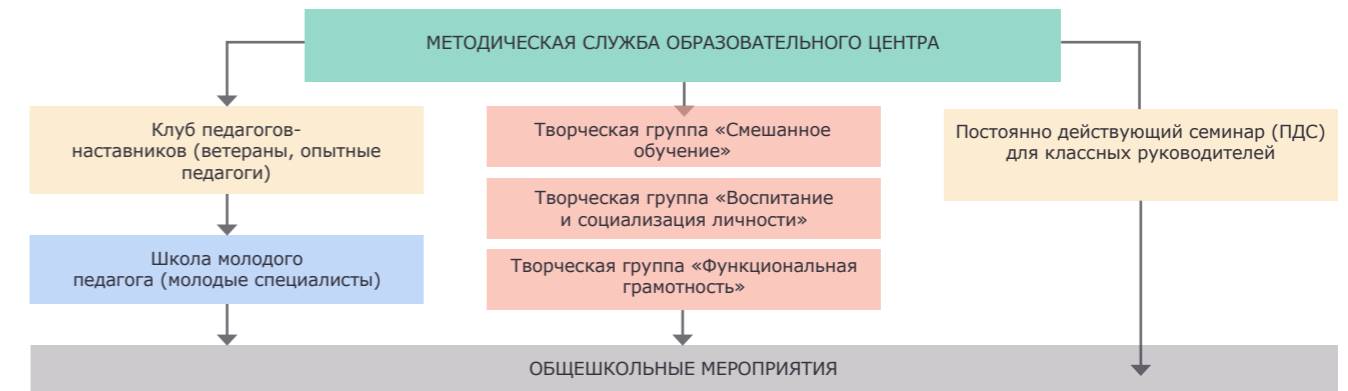 МЕТОДИЧЕСКАЯ СЛУЖБА ОБРАЗОВАТЕЛЬНОГО ЦЕНТРА
Клуб педагогов-
наставников (ветераны, опытные
педагоги)
Школа молодого
педагога (молодые специалисты)
Творческая группа «Смешанное
обучение»
Творческая группа «Воспитание
и социализация личности»
Творческая группа «Функциональная
грамотность»
Постоянно действующий семинар (ПДС)
для классных руководителей
ОБЩЕШКОЛЬНЫЕ МЕРОПРИЯТИЯ